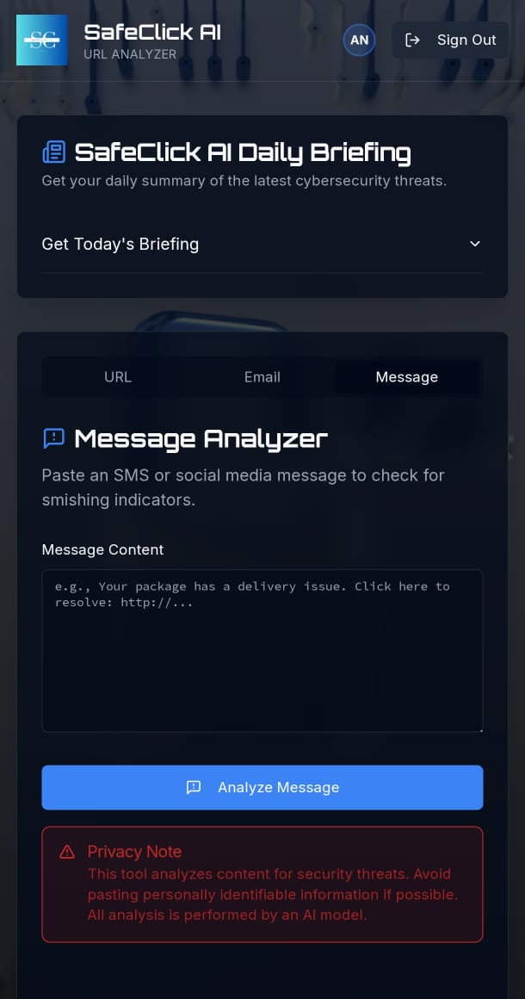 SC
SafeClick AI
URL ANALYZER
AN
Sign Out
SafeClick AI Daily Briefing
Get your daily summary of the latest cybersecurity threats.
Get Today's Briefing
URL
Email
Message
Message Analyzer
Paste an SMS or social media message to check for
smishing indicators.
Message Content
e.g., Your package has a delivery issue. Click here to
resolve: http://...
Analyze Message
Privacy Note
This tool analyzes content for security threats. Avoid
pasting personally identifiable information if possible.
All analysis is performed by an AI model.